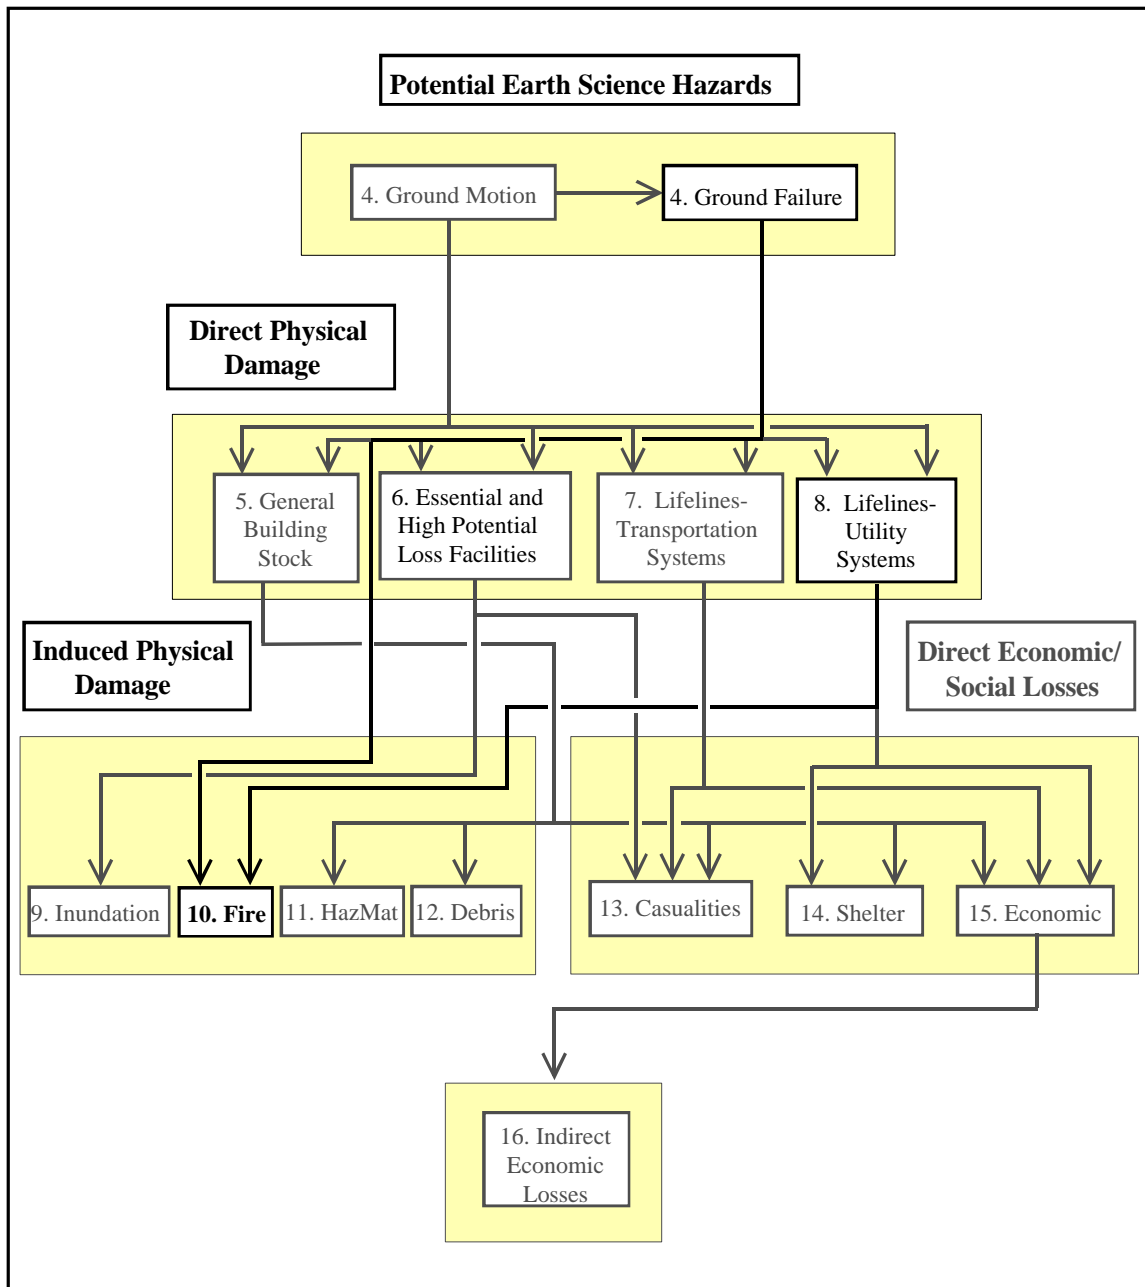 Potential Earth Science Hazards
4. Ground Motion
4. Ground Failure
Direct Physical
Damage
5. General
Building
Stock
6. Essential and
High Potential
Loss Facilities
7. Lifelines-
Transportation
Systems
8. Lifelines-
Utility
Systems
Induced Physical
Damage
Direct Economic/
Social Losses
9. Inundation
10. Fire
11. HazMat
12. Debris
13. Casualities
14. Shelter
15. Economic
16. Indirect
Economic
Losses